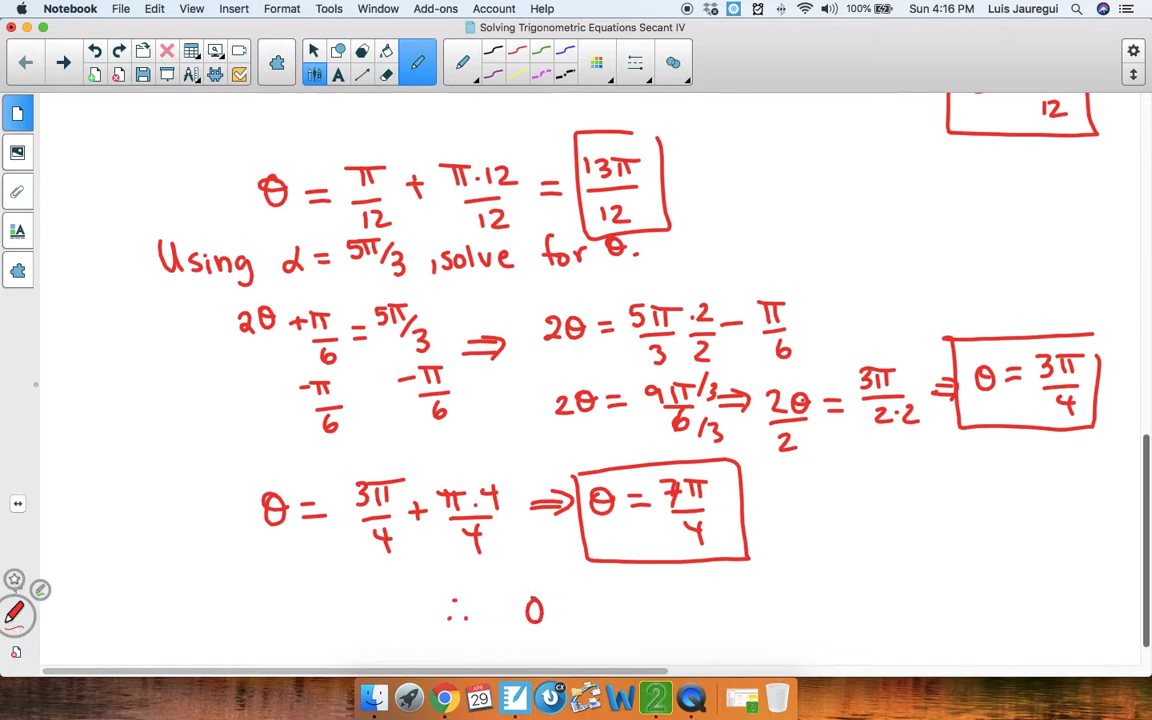 Notebook File Edit View Insert Format Tools Window Add-ons Account Help 100% Sun 4:16 PM Luis Jauregui
Solving Trigonometric Equations Secant IV
12
θ = π/12 + π·12/12 = 13π/12
Using α = 5π/3, solve for θ.
2θ + π/6 = 5π/3 ⇒ 2θ = 5π/3 · 2/2 − π/6
−π/6 −π/6
2θ = 9π/3 / 6/3 ⇒ 2θ/2 = 3π/2·2 ⇒ θ = 3π/4
θ = 3π/4 + π·4/4 ⇒ θ = 7π/4
∴ 0
29
W
2